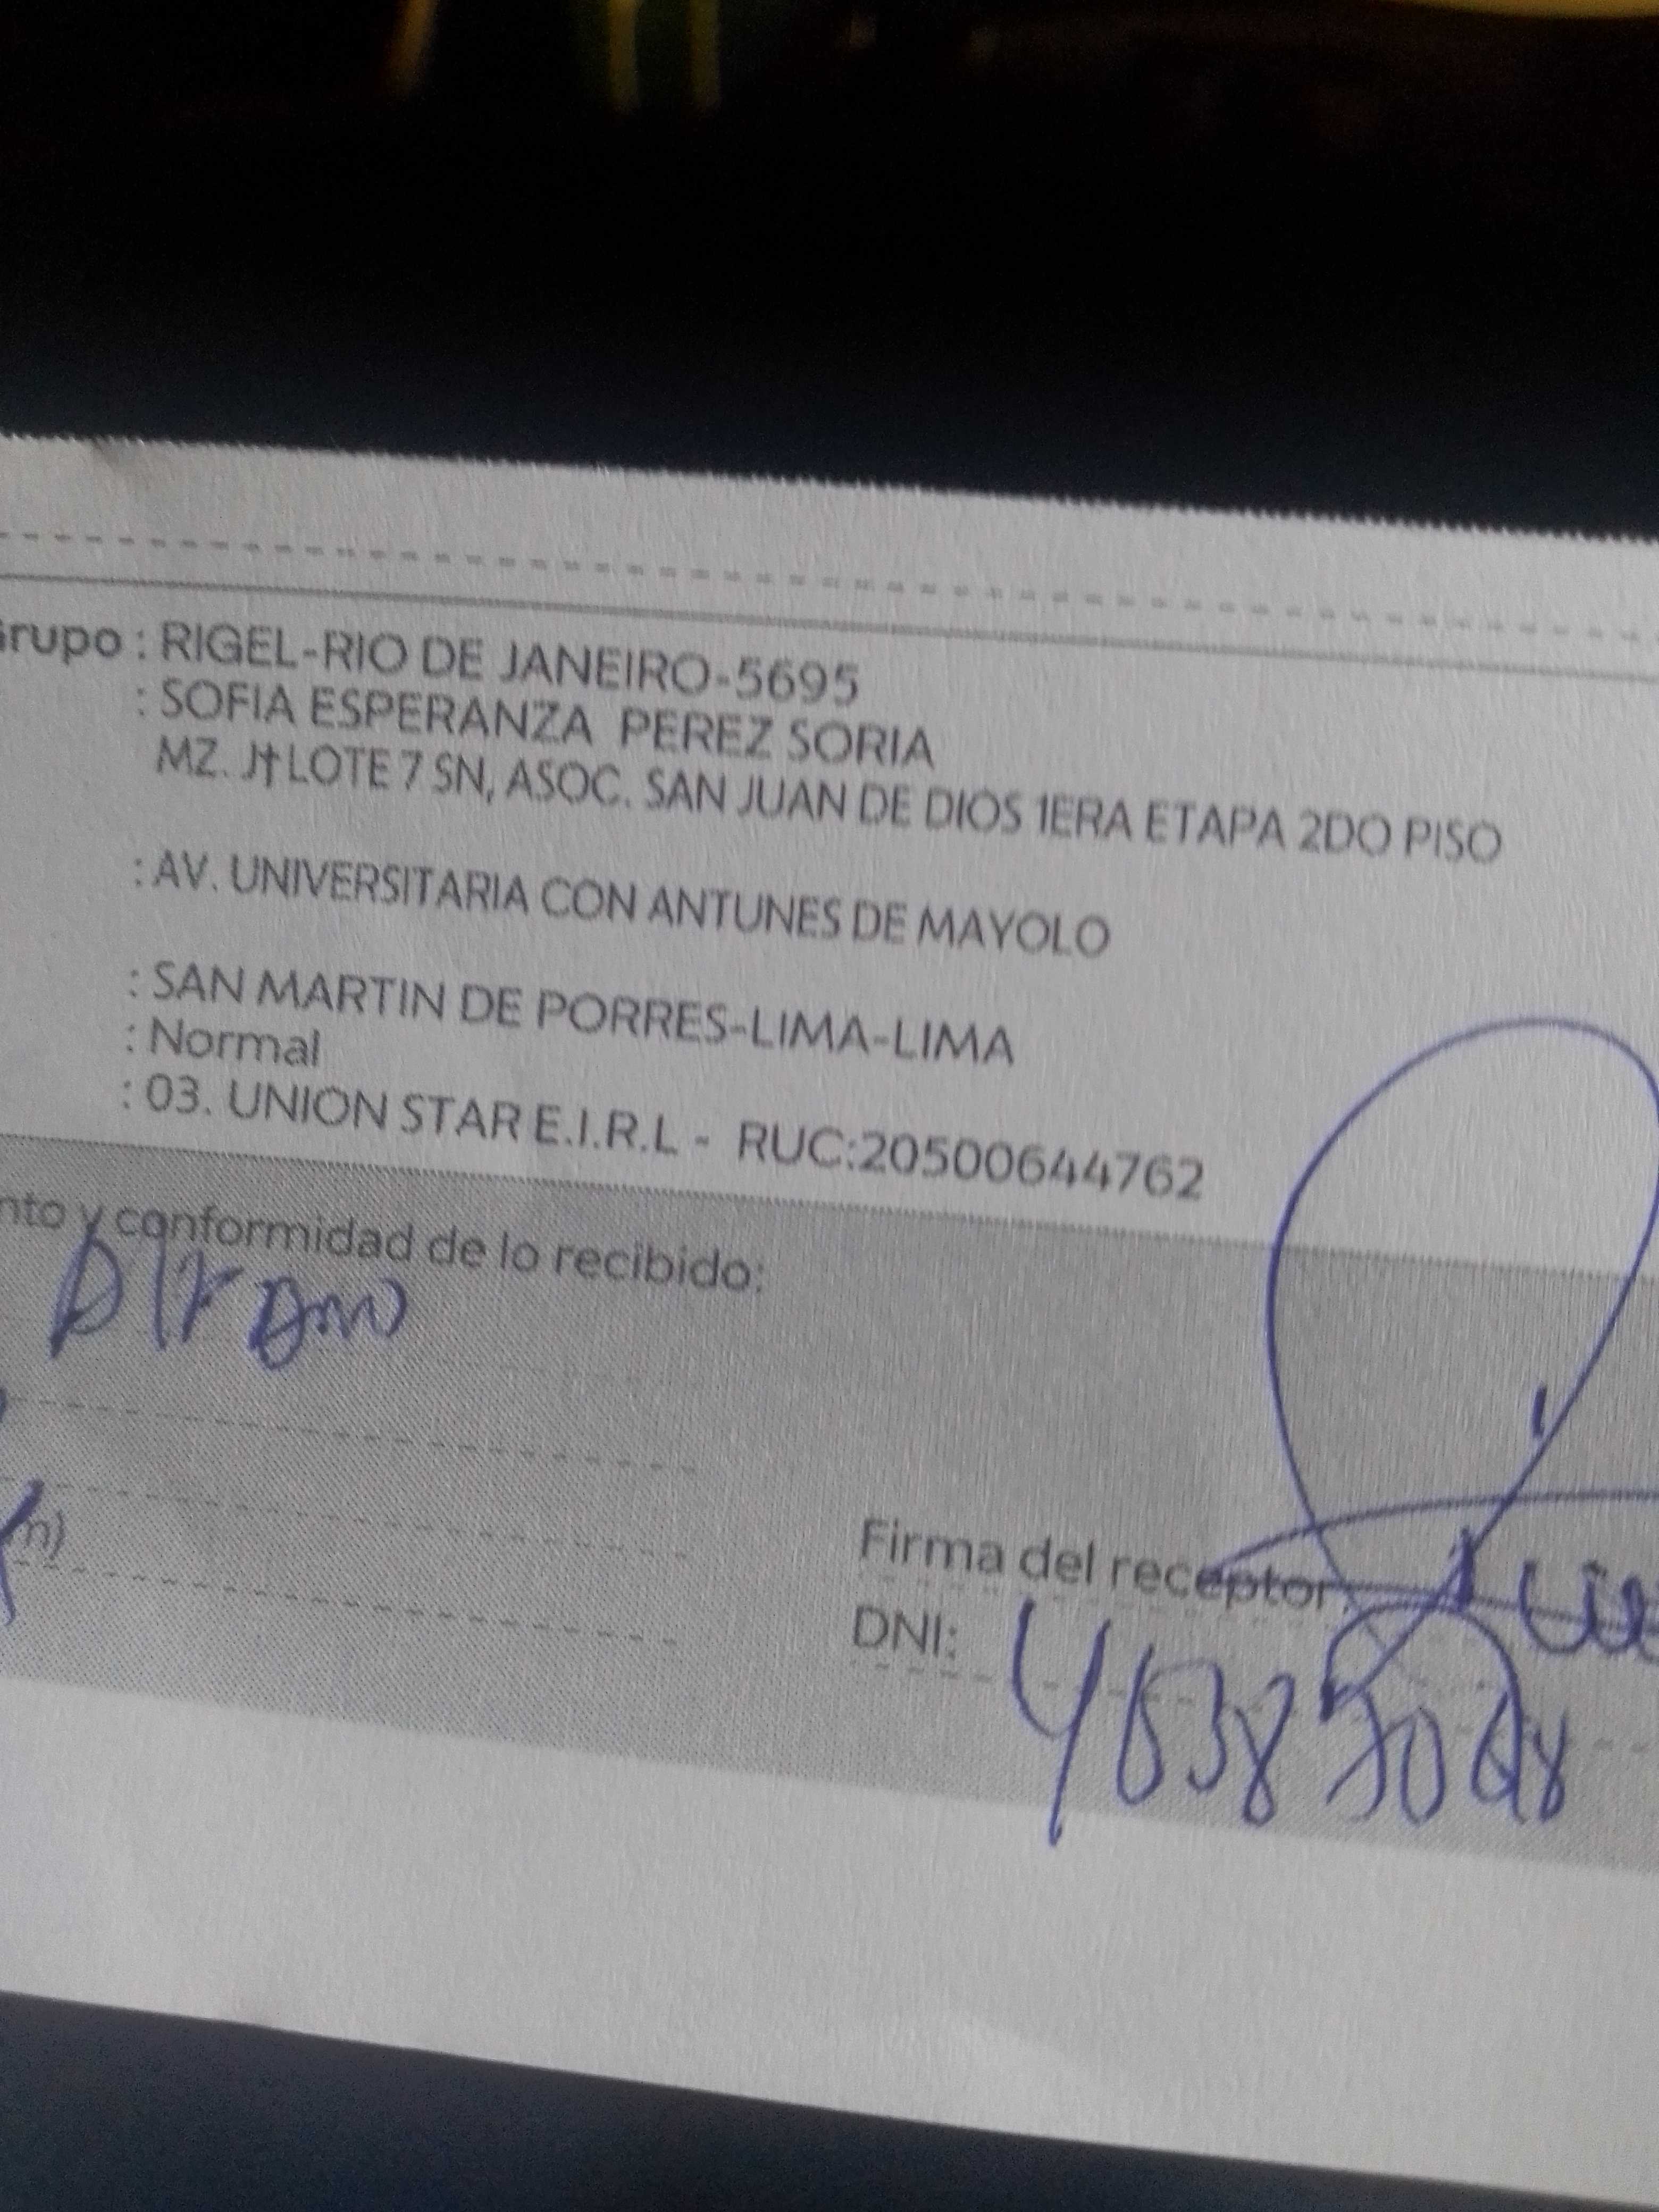 Grupo : RIGEL-RIO DE JANEIRO-5695
: SOFIA ESPERANZA PEREZ SORIA
MZ. J† LOTE 7 SN, ASOC. SAN JUAN DE DIOS 1ERA ETAPA 2DO PISO
: AV. UNIVERSITARIA CON ANTUNES DE MAYOLO
: SAN MARTIN DE PORRES-LIMA-LIMA
: Normal
: 03. UNION STAR E.I.R.L - RUC:20500644762
nto y conformidad de lo recibido:
Firma del receptor:
DNI: